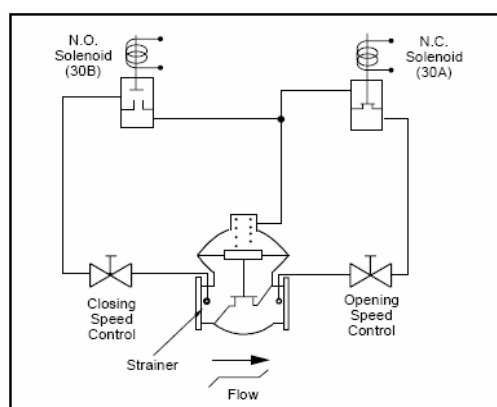 N.O.
Solenoid
(30B)
N.C.
Solenoid
(30A)
Closing
Speed
Control
Opening
Speed
Control
Strainer
Flow